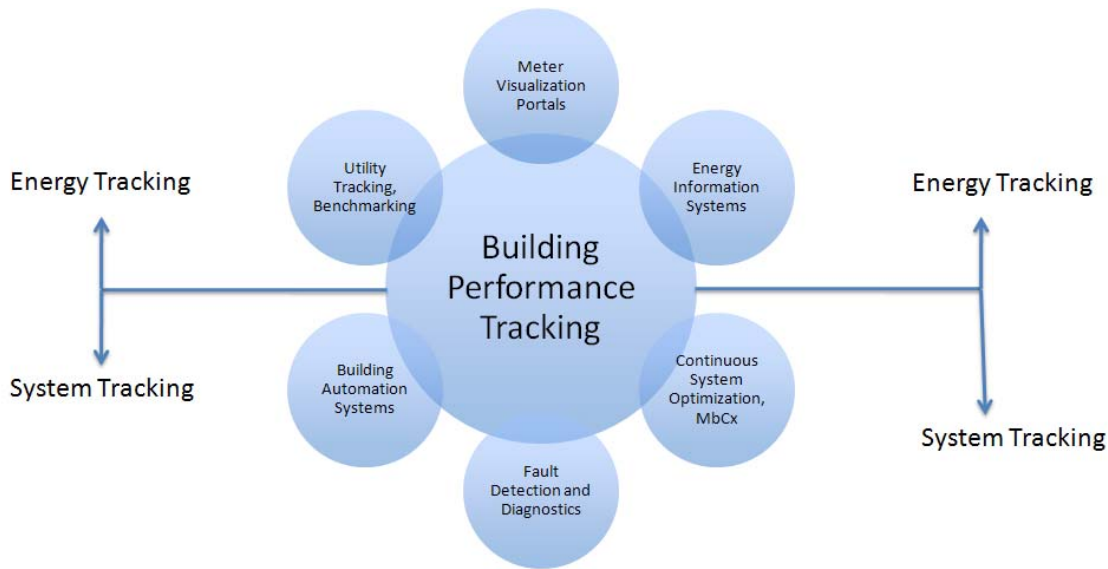 Meter
Visualization
Portals
Utility
Tracking,
Benchmarking
Energy
Information
Systems
Energy Tracking
Energy Tracking
Building
Performance
Tracking
System Tracking
Building
Automation
Systems
Continuous
System
Optimization,
MbCx
System Tracking
Fault
Detection and
Diagnostics